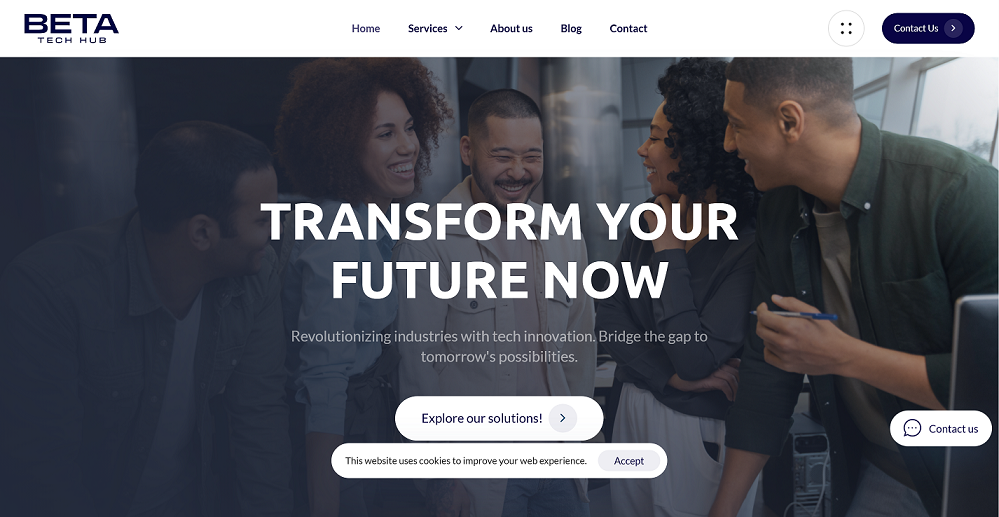 BETA
TECH HUB
Home
Services
About us
Blog
Contact
Contact Us
TRANSFORM YOUR
FUTURE NOW
Revolutionizing industries with tech innovation. Bridge the gap to
tomorrow's possibilities.
Explore our solutions!
Contact us
This website uses cookies to improve your web experience.
Accept